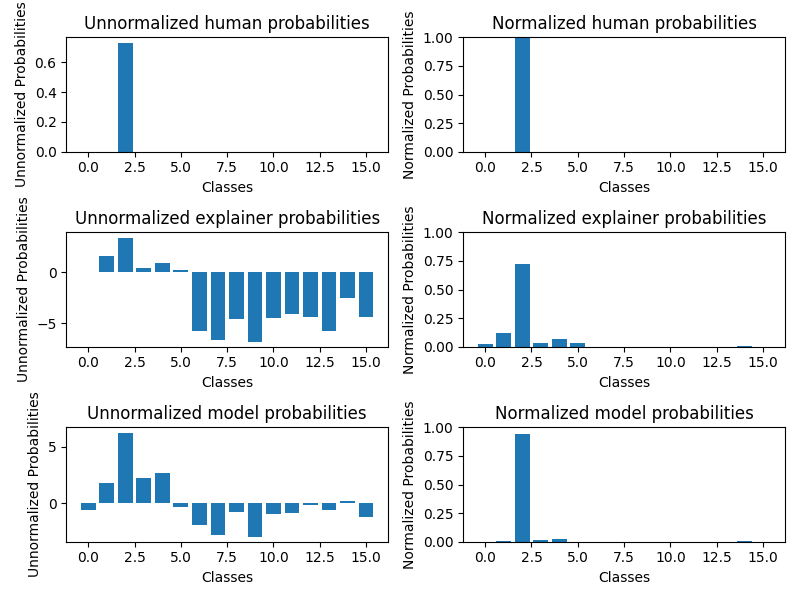 Unnormalized human probabilities
Unnormalized Probabilities
0.6
0.4
0.2
0.0
0.0 2.5 5.0 7.5 10.0 12.5 15.0
Classes
Normalized human probabilities
Normalized Probabilities
1.00
0.75
0.50
0.25
0.00
0.0 2.5 5.0 7.5 10.0 12.5 15.0
Classes
Unnormalized explainer probabilities
Unnormalized Probabilities
0
−5
0.0 2.5 5.0 7.5 10.0 12.5 15.0
Classes
Normalized explainer probabilities
Normalized Probabilities
1.00
0.75
0.50
0.25
0.00
0.0 2.5 5.0 7.5 10.0 12.5 15.0
Classes
Unnormalized model probabilities
Unnormalized Probabilities
5
0
0.0 2.5 5.0 7.5 10.0 12.5 15.0
Classes
Normalized model probabilities
Normalized Probabilities
1.00
0.75
0.50
0.25
0.00
0.0 2.5 5.0 7.5 10.0 12.5 15.0
Classes